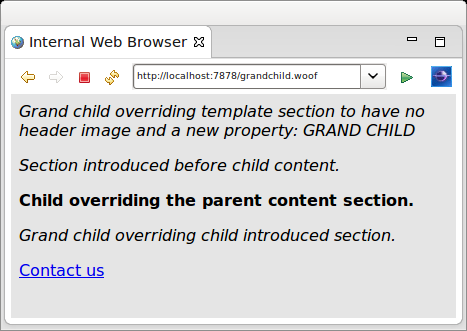 Internal Web Browser
http://localhost:7878/grandchild.woof
Grand child overriding template section to have no
header image and a new property: GRAND CHILD
Section introduced before child content.
Child overriding the parent content section.
Grand child overriding child introduced section.
Contact us